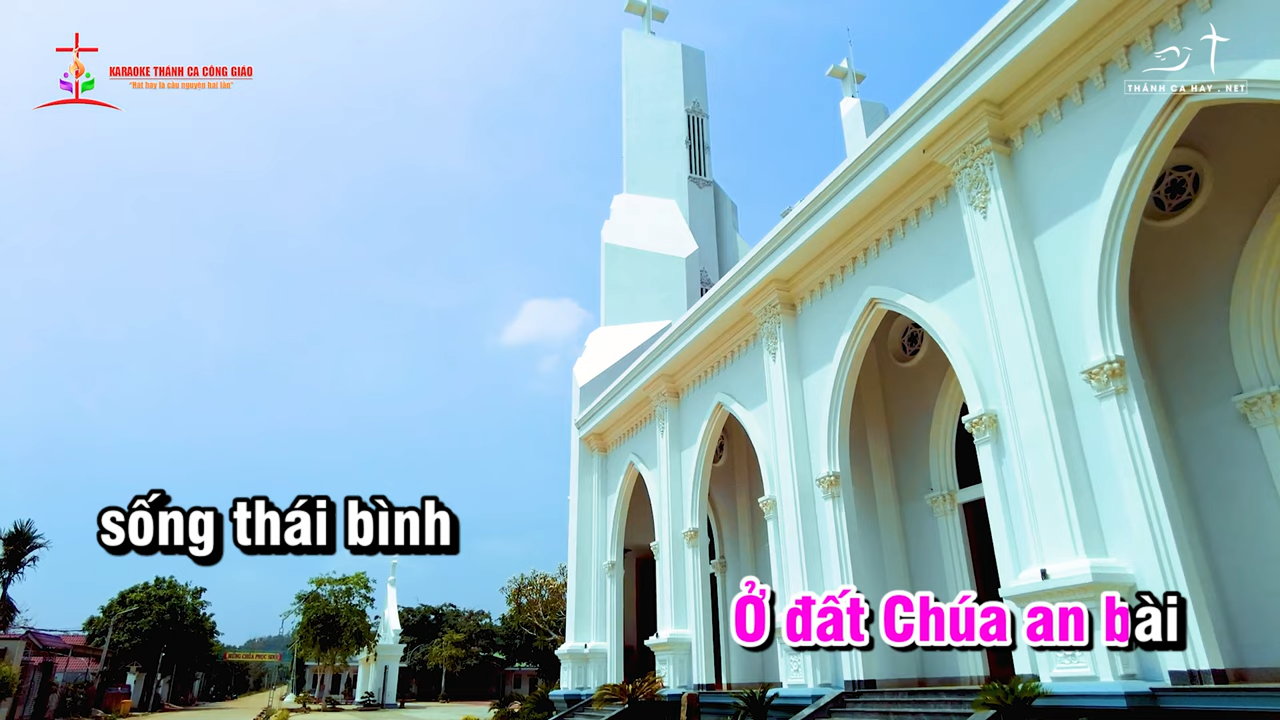 KARAOKE THÁNH CA CÔNG GIÁO
"Hát hay là cầu nguyện hai lần"
THÁNH CA HAY . NET
sống thái bình
Ở đất Chúa an bài